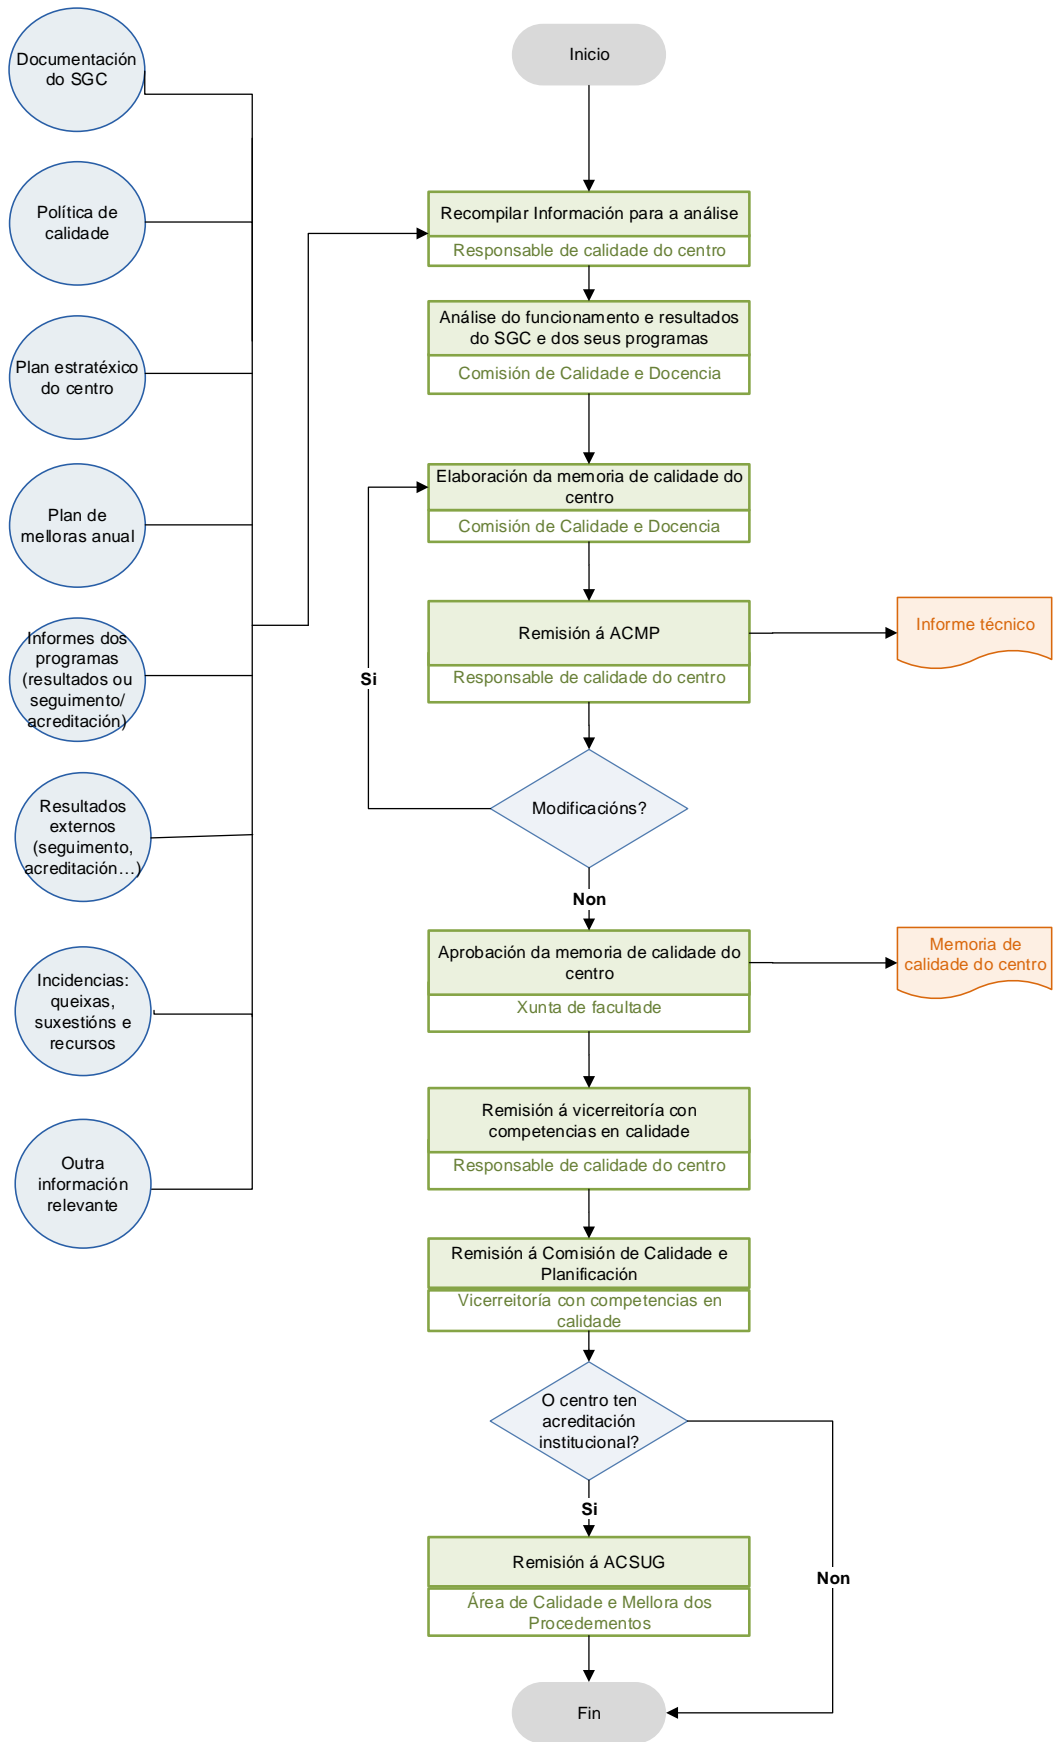 Documentación
do SGC
Política de
calidade
Plan estratéxico
do centro
Plan de
melloras anual
Informes dos
programas
(resultados ou
seguimento/
acreditación)
Resultados
externos
(seguimento,
acreditación…)
Incidencias:
queixas,
suxestións e
recursos
Outra
información
relevante
Inicio
Recompilar Información para a análise
Responsable de calidade do centro
Análise do funcionamento e resultados
do SGC e dos seus programas
Comisión de Calidade e Docencia
Elaboración da memoria de calidade do
centro
Comisión de Calidade e Docencia
Remisión á ACMP
Responsable de calidade do centro
Informe técnico
Si
Modificacións?
Non
Aprobación da memoria de calidade do
centro
Xunta de facultade
Memoria de
calidade do centro
Remisión á vicerreitoría con
competencias en calidade
Responsable de calidade do centro
Remisión á Comisión de Calidade e
Planificación
Vicerreitoría con competencias en
calidade
O centro ten
acreditación
institucional?
Si
Non
Remisión á ACSUG
Área de Calidade e Mellora dos
Procedementos
Fin